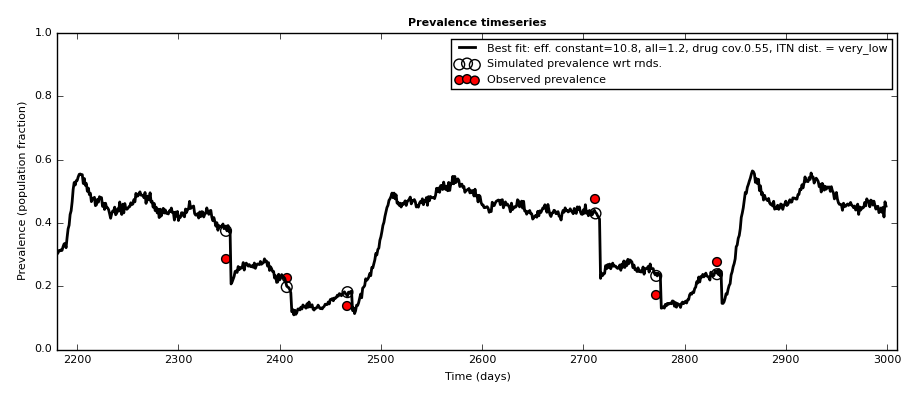 Prevalence timeseries
1.0
Best fit: eff. constant=10.8, all=1.2, drug cov.0.55, ITN dist. = very_low
Simulated prevalence wrt rnds.
Observed prevalence
0.8
0.6
0.4
0.2
0.0
Prevalence (population fraction)
2200 2300 2400 2500 2600 2700 2800 2900 3000
Time (days)